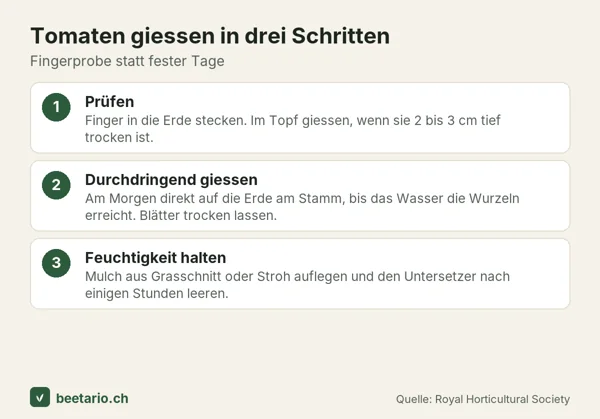 Tomaten giessen in drei Schritten
Fingerprobe statt fester Tage
1
Prüfen
Finger in die Erde stecken. Im Topf giessen, wenn sie 2 bis 3 cm tief
trocken ist.
2
Durchdringend giessen
Am Morgen direkt auf die Erde am Stamm, bis das Wasser die Wurzeln
erreicht. Blätter trocken lassen.
3
Feuchtigkeit halten
Mulch aus Grasschnitt oder Stroh auflegen und den Untersetzer nach
einigen Stunden leeren.
beetario.ch
Quelle: Royal Horticultural Society